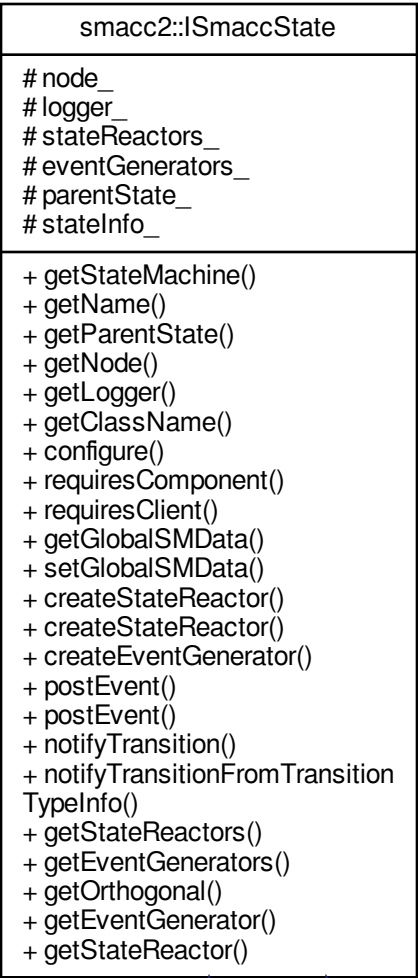 smacc2::ISmaccState
# node_
# logger_
# stateReactors_
# eventGenerators_
# parentState_
# stateInfo_
+ getStateMachine()
+ getName()
+ getParentState()
+ getNode()
+ getLogger()
+ getClassName()
+ configure()
+ requiresComponent()
+ requiresClient()
+ getGlobalSMData()
+ setGlobalSMData()
+ createStateReactor()
+ createStateReactor()
+ createEventGenerator()
+ postEvent()
+ postEvent()
+ notifyTransition()
+ notifyTransitionFromTransition
TypeInfo()
+ getStateReactors()
+ getEventGenerators()
+ getOrthogonal()
+ getEventGenerator()
+ getStateReactor()